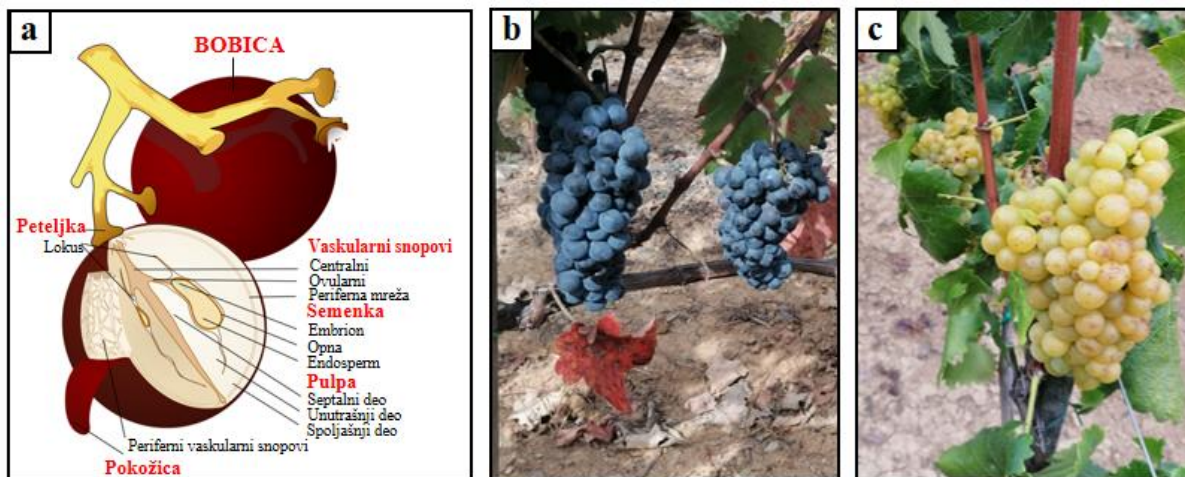 a
BOBICA
Peteljka
Lokus
Vaskularni snopovi
Centralni
Ovularni
Periferna mreža
Semenka
Embrion
Opna
Endosperm
Pulpa
Septalni deo
Unutrašnji deo
Spoljašnji deo
Periferni vaskularni snopovi
Pokožica
b
c